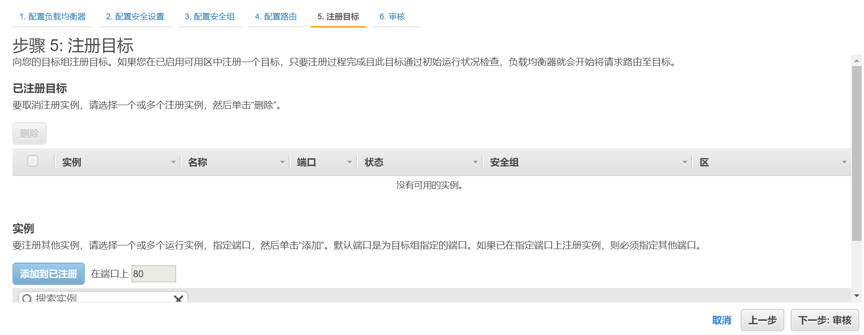 1. 配置负载均衡器 2. 配置安全设置 3. 配置安全组 4. 配置路由 5. 注册目标 6. 审核
步骤 5: 注册目标
向您的目标组注册目标。如果您在已启用可用区中注册一个目标，只要注册过程完成且此目标通过初始运行状况检查，负载均衡器就会开始将请求路由至目标。
已注册目标
要取消注册实例，请选择一个或多个注册实例，然后单击“删除”。
删除
实例 名称 端口 状态 安全组 区
没有可用的实例。
实例
要注册其他实例，请选择一个或多个运行实例，指定端口，然后单击“添加”。默认端口是为目标组指定的端口。如果已在指定端口上注册实例，则必须指定其他端口。
添加到已注册 在端口上 80
搜索实例
取消 上一步 下一步: 审核